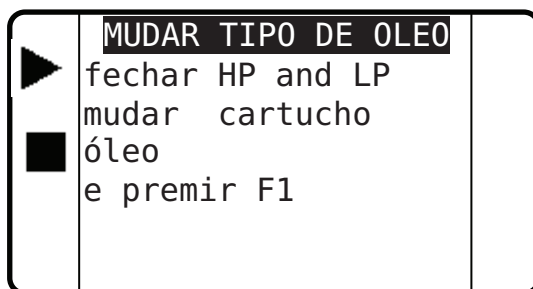 MUDAR TIPO DE OLEO
fechar HP and LP
mudar cartucho
óleo
e premir F1